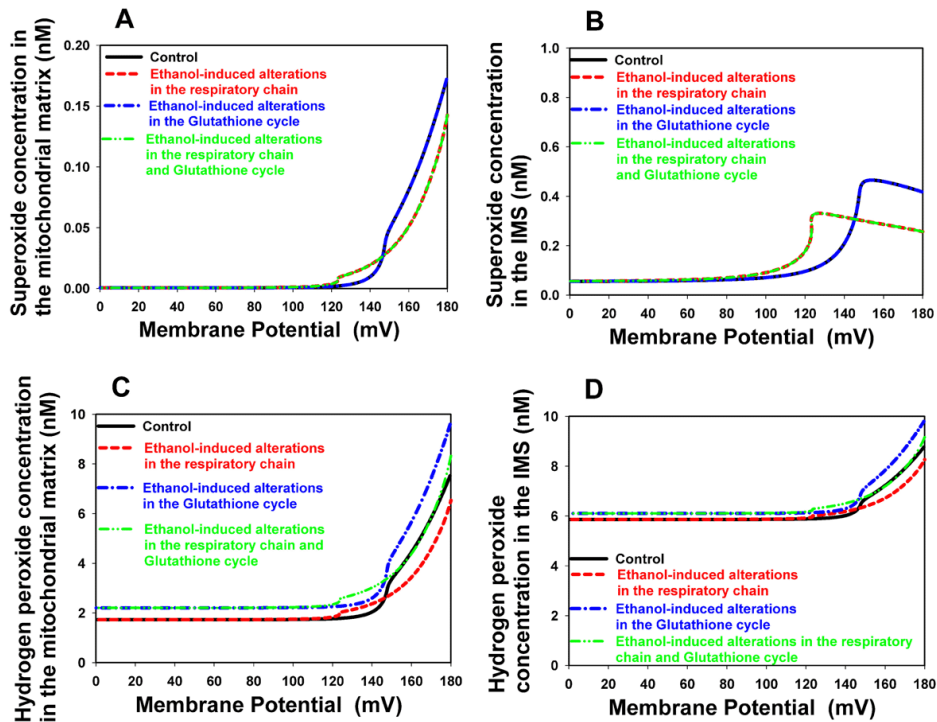 A
Superoxide concentration in
the mitochondrial matrix (nM)
0.20
0.15
0.10
0.05
0.00
Control
Ethanol-induced alterations
in the respiratory chain
Ethanol-induced alterations
in the Glutathione cycle
Ethanol-induced alterations
in the respiratory chain
and Glutathione cycle
0 20 40 60 80 100 120 140 160 180
Membrane Potential (mV)
B
Superoxide concentration
in the IMS (nM)
1.0
0.8
0.6
0.4
0.2
0.0
Control
Ethanol-induced alterations
in the respiratory chain
Ethanol-induced alterations
in the Glutathione cycle
Ethanol-induced alterations
in the respiratory chain
and Glutathione cycle
0 20 40 60 80 100 120 140 160 180
Membrane Potential (mV)
C
Hydrogen peroxide concentration
in the mitochondrial matrix (nM)
10
8
6
4
2
0
Control
Ethanol-induced alterations
in the respiratory chain
Ethanol-induced alterations
in the Glutathione cycle
Ethanol-induced alterations
in the respiratory chain and
Glutathione cycle
0 20 40 60 80 100 120 140 160 180
Membrane Potential (mV)
D
Hydrogen peroxide
concentration in the IMS (nM)
10
8
6
4
2
0
Control
Ethanol-induced alterations
in the respiratory chain
Ethanol-induced alterations
in the Glutathione cycle
Ethanol-induced alterations in the respiratory
chain and Glutathione cycle
0 20 40 60 80 100 120 140 160 180
Membrane Potential (mV)